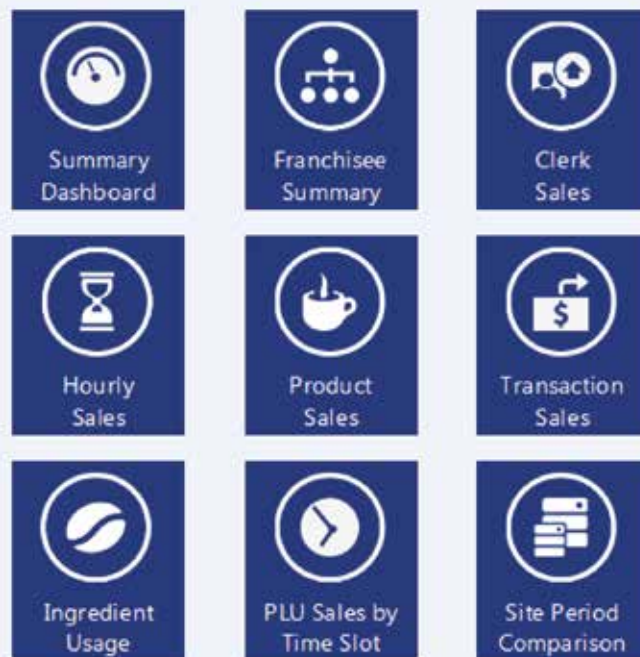 Summary
Dashboard
Franchisee
Summary
Clerk
Sales
Hourly
Sales
Product
Sales
$
Transaction
Sales
Ingredient
Usage
PLU Sales by
Time Slot
Site Period
Comparison